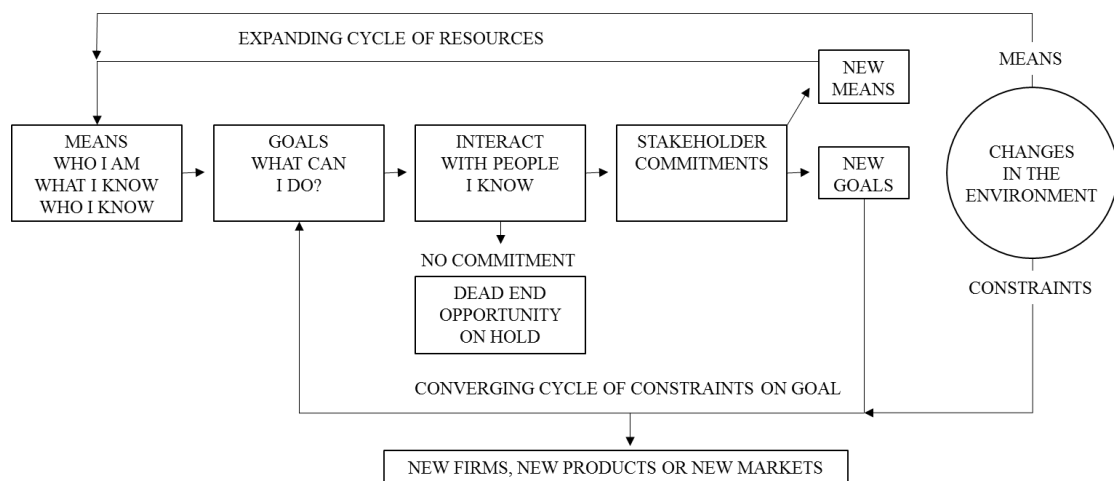 EXPANDING CYCLE OF RESOURCES
MEANS
NEW
MEANS
MEANS
WHO I AM
WHAT I KNOW
WHO I KNOW
GOALS
WHAT CAN
I DO?
INTERACT
WITH PEOPLE
I KNOW
STAKEHOLDER
COMMITMENTS
NEW
GOALS
CHANGES
IN THE
ENVIRONMENT
NO COMMITMENT
DEAD END
OPPORTUNITY
ON HOLD
CONSTRAINTS
CONVERGING CYCLE OF CONSTRAINTS ON GOAL
NEW FIRMS, NEW PRODUCTS OR NEW MARKETS